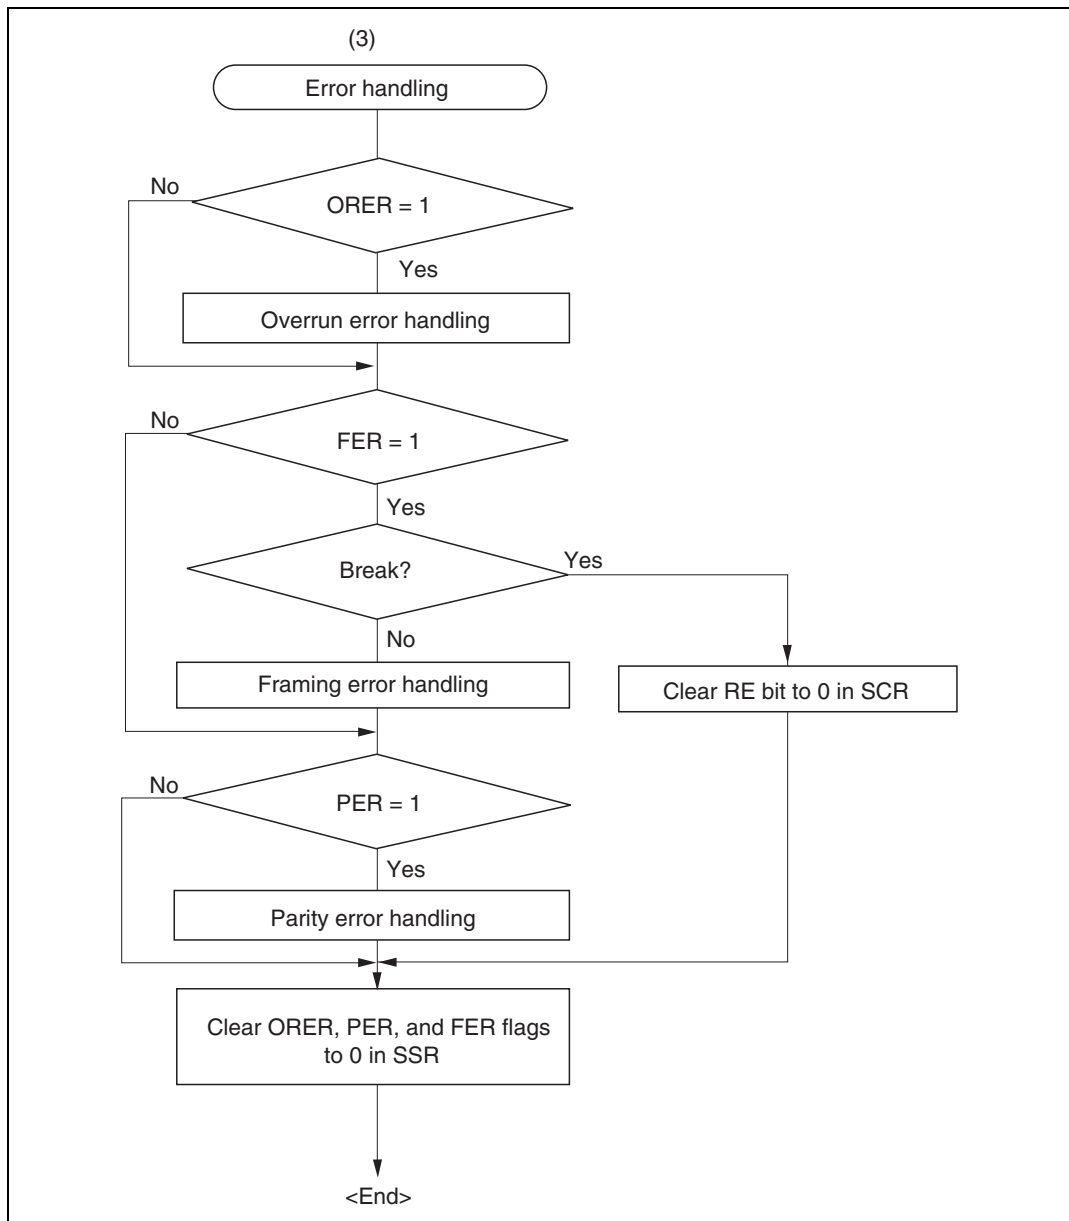 (3)
Error handling
No
ORER = 1
Yes
Overrun error handling
No
FER = 1
Yes
Break?
Yes
No
Framing error handling
Clear RE bit to 0 in SCR
No
PER = 1
Yes
Parity error handling
Clear ORER, PER, and FER flags
to 0 in SSR
<End>